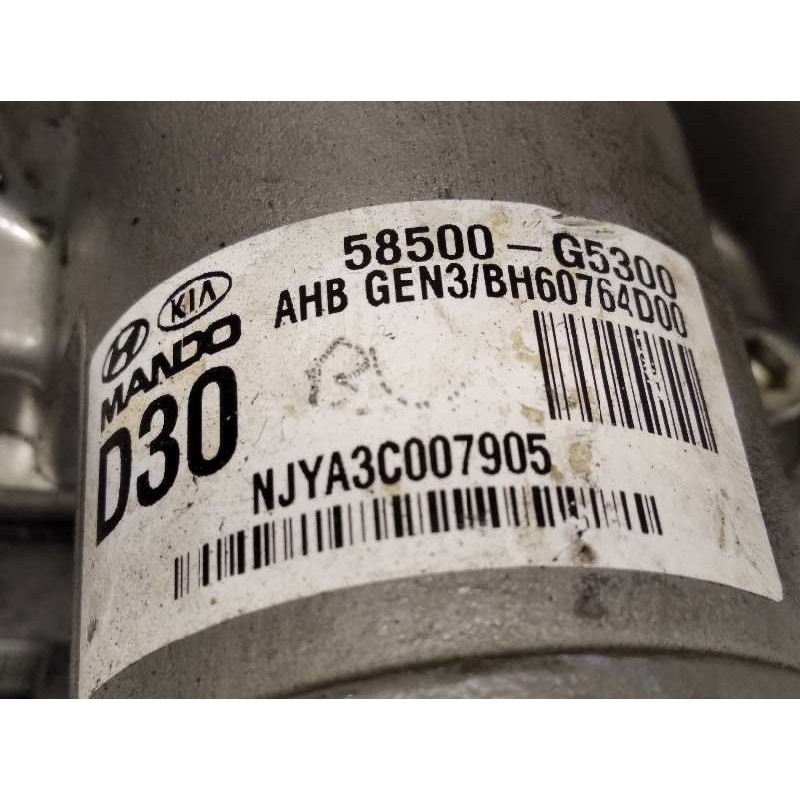 58500-G5300
KIA
AHB GEN3/BH60764D00
MANDO
D30
NJYA3C007905